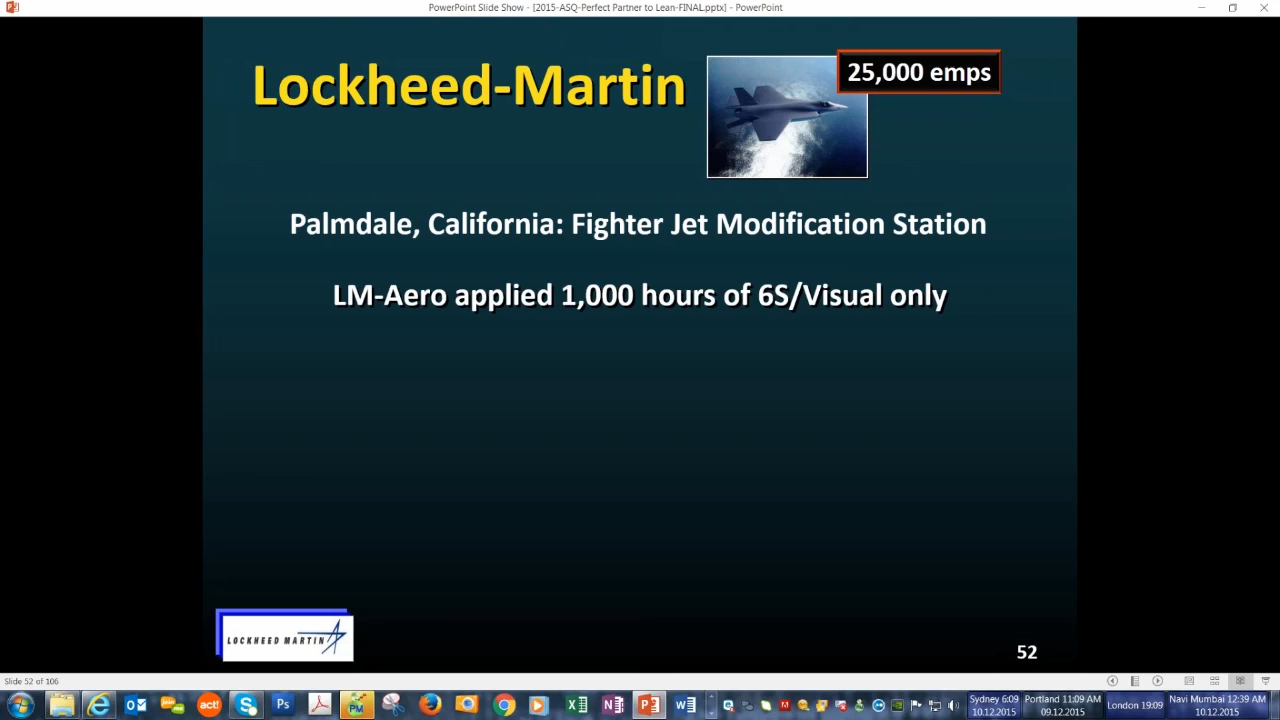 PowerPoint Slide Show - [2015-ASQ-Perfect Partner to Lean-FINAL.pptx] - PowerPoint
Lockheed-Martin
25,000 emps
Palmdale, California: Fighter Jet Modification Station
LM-Aero applied 1,000 hours of 6S/Visual only
LOCKHEED MARTIN
52
Slide 52 of 106
act!
Ps
PM
Sydney 6:09
10.12.2015
Portland 11:09 AM
09.12.2015
London 19:09
Navi Mumbai 12:39 AM
10.12.2015